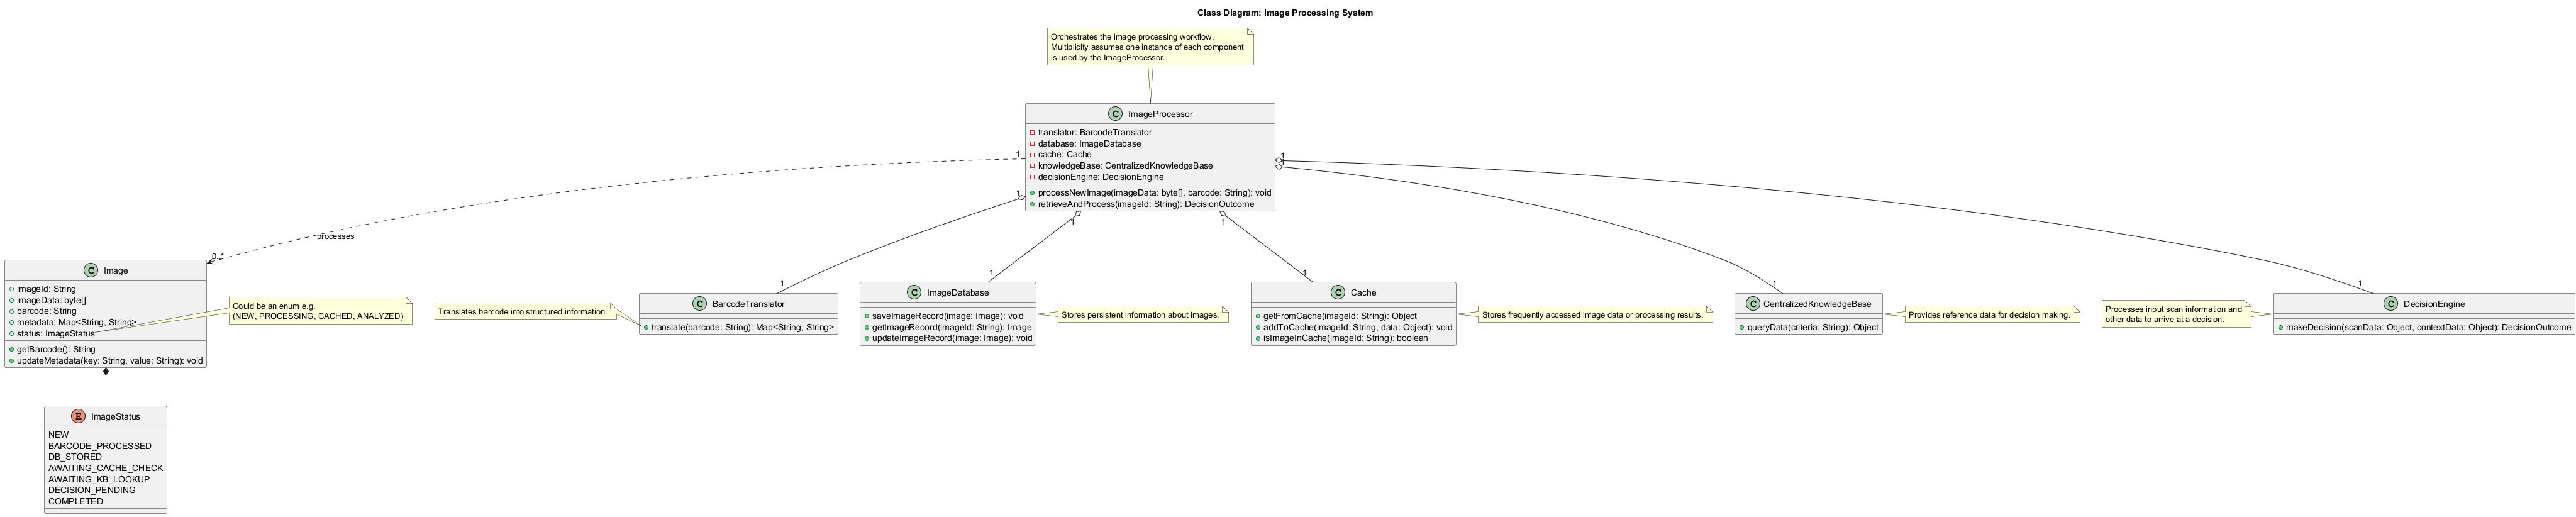 Class Diagram: Image Processing System
Orchestrates the image processing workflow.
Multiplicity assumes one instance of each component
is used by the ImageProcessor.
C ImageProcessor
translator: BarcodeTranslator
database: ImageDatabase
cache: Cache
knowledgeBase: CentralizedKnowledgeBase
decisionEngine: DecisionEngine
processNewImage(imageData: byte[], barcode: String): void
retrieveAndProcess(imageId: String): DecisionOutcome
1
1
1
1
1
1
processes
0..*
1
1
1
1
1
C Image
imageId: String
imageData: byte[]
barcode: String
metadata: Map<String, String>
status: ImageStatus
getBarcode(): String
updateMetadata(key: String, value: String): void
Could be an enum e.g.
(NEW, PROCESSING, CACHED, ANALYZED)
Translates barcode into structured information.
C BarcodeTranslator
translate(barcode: String): Map<String, String>
C ImageDatabase
saveImageRecord(image: Image): void
getImageRecord(imageId: String): Image
updateImageRecord(image: Image): void
Stores persistent information about images.
C Cache
getFromCache(imageId: String): Object
addToCache(imageId: String, data: Object): void
isImageInCache(imageId: String): boolean
Stores frequently accessed image data or processing results.
C CentralizedKnowledgeBase
queryData(criteria: String): Object
Provides reference data for decision making.
Processes input scan information and
other data to arrive at a decision.
C DecisionEngine
makeDecision(scanData: Object, contextData: Object): DecisionOutcome
E ImageStatus
NEW
BARCODE_PROCESSED
DB_STORED
AWAITING_CACHE_CHECK
AWAITING_KB_LOOKUP
DECISION_PENDING
COMPLETED